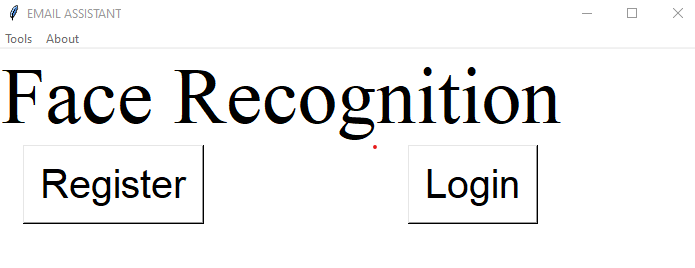 EMAIL ASSISTANT
Tools About
Face Recognition
Register Login